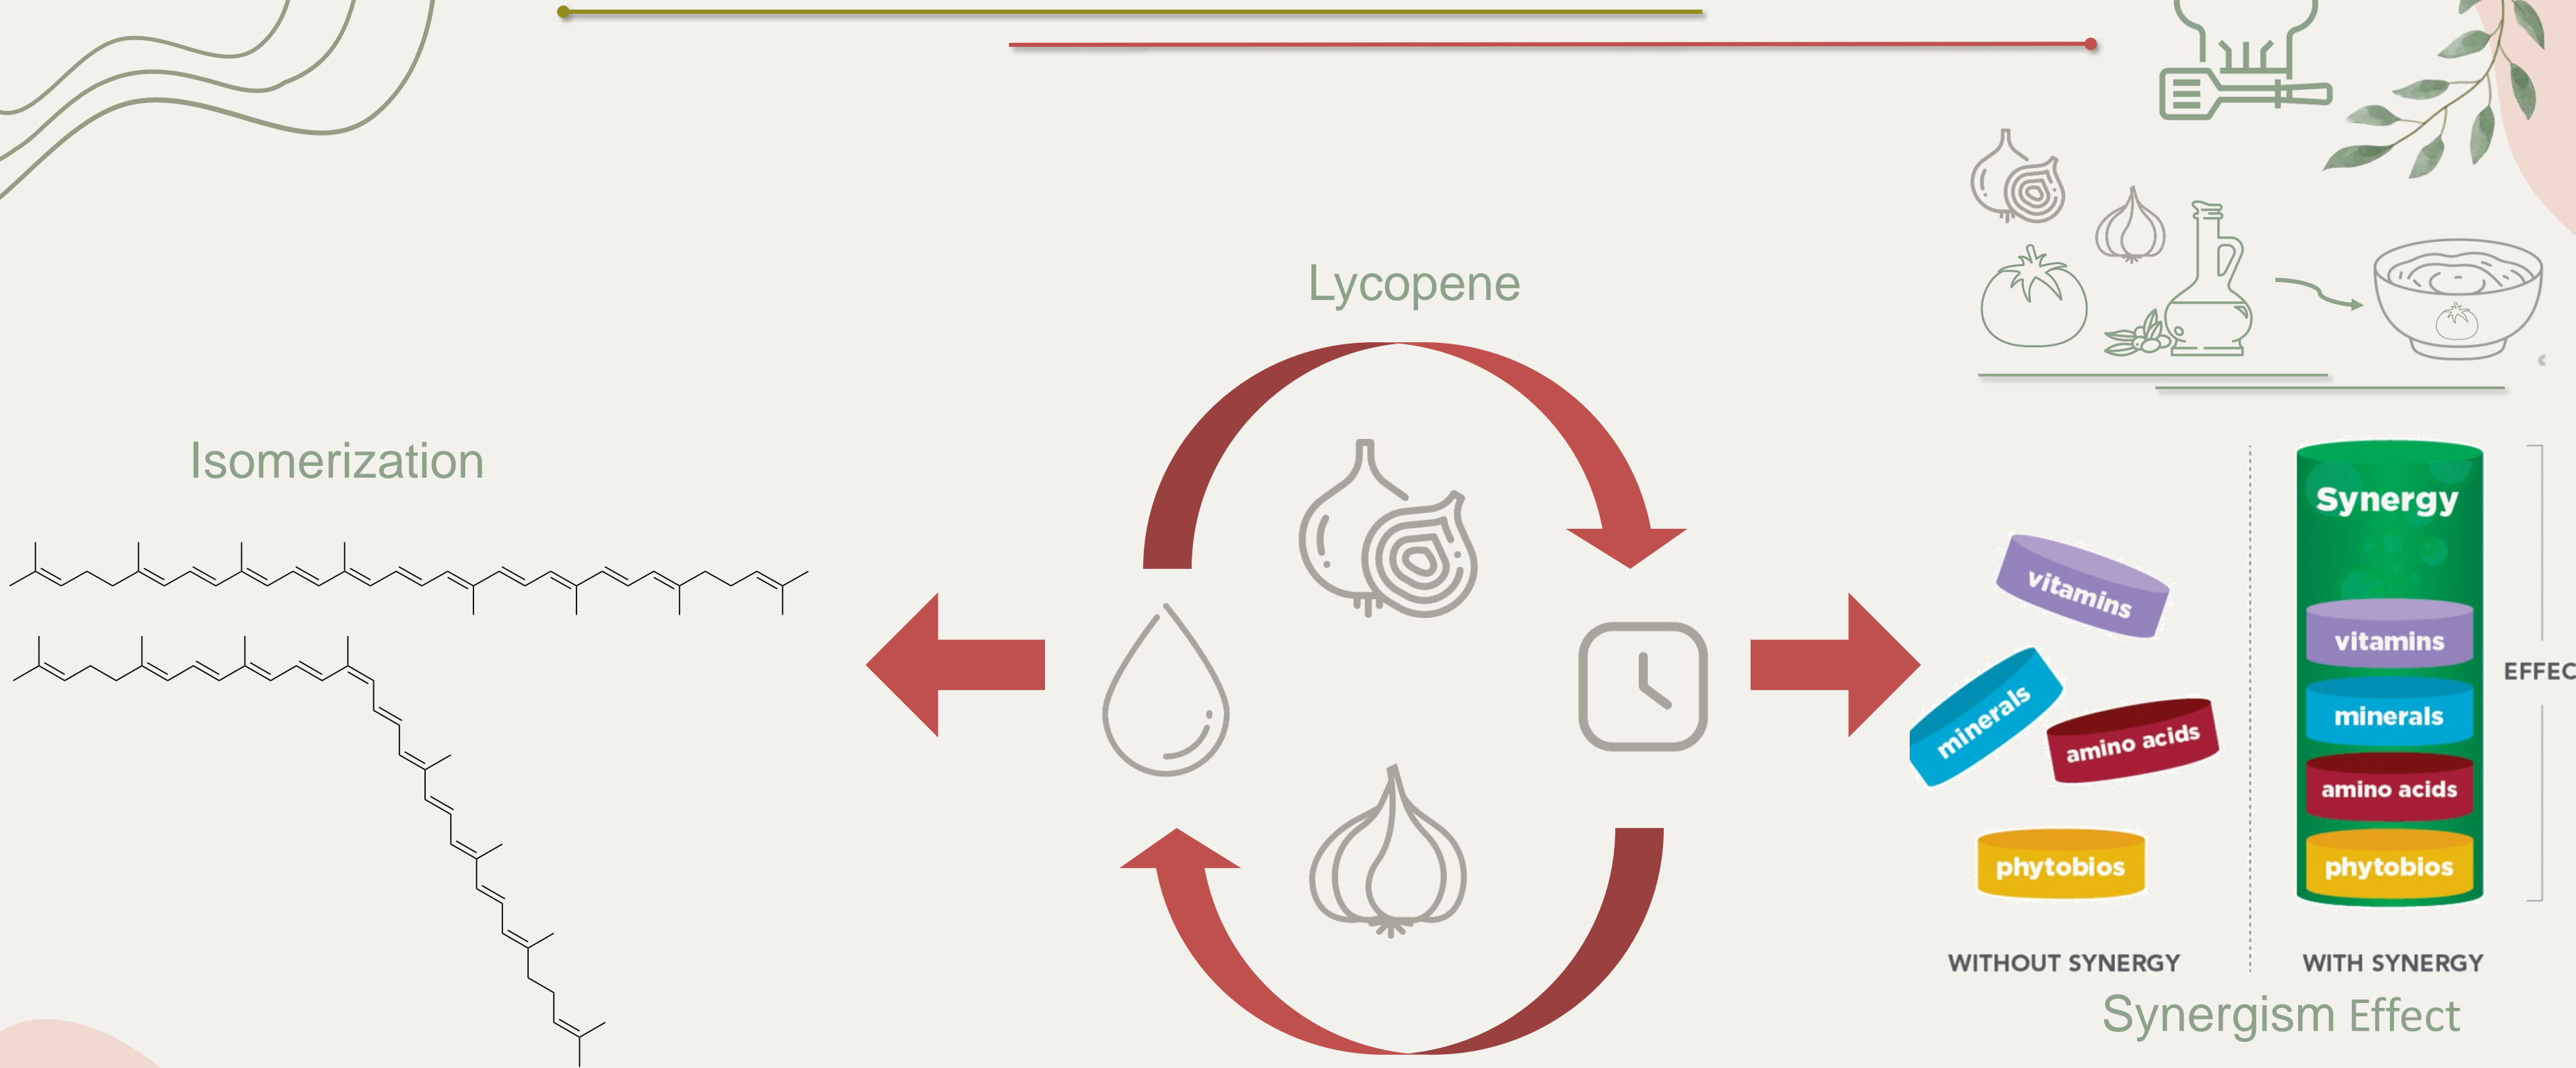 Lycopene
Isomerization
Synergy
vitamins
minerals
amino acids
phytobios
vitamins
minerals
amino acids
phytobios
EFFEC
WITHOUT SYNERGY
WITH SYNERGY
Synergism Effect